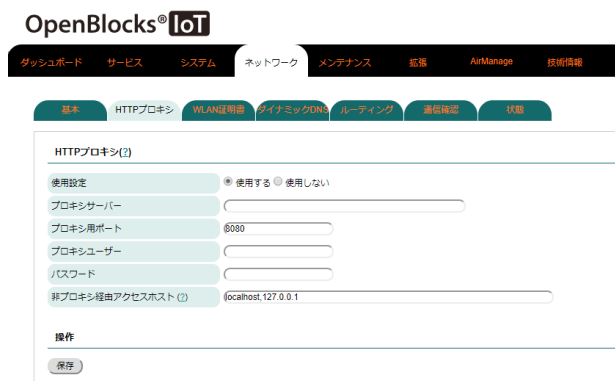 OpenBlocks® IoT
ダッシュボード サービス システム ネットワーク メンテナンス 拡張 AirManage 技術情報
基本 HTTPプロキシ WLAN証明書 ダイナミックDNS ルーティング 通信確認 状態
HTTPプロキシ(?)
使用設定 使用する 使用しない
プロキシサーバー
プロキシ用ポート 8080
プロキシユーザー
パスワード
非プロキシ経由アクセスホスト (?) localhost,127.0.0.1
操作
保存